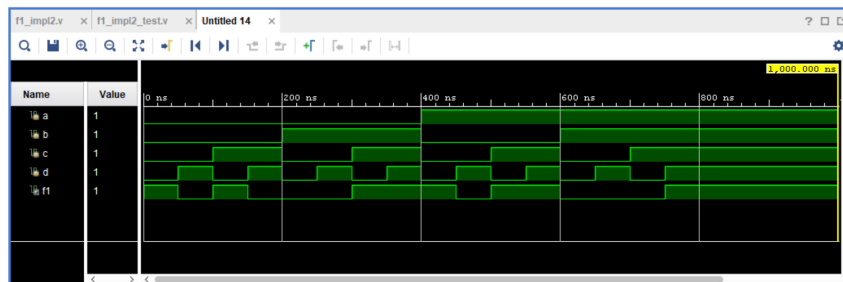 f1_impl2.v × f1_impl2_test.v × Untitled 14 ×
1,000.000 ns
Name Value 0 ns 200 ns 400 ns 600 ns 800 ns
a 1
b 1
c 1
d 1
f1 1